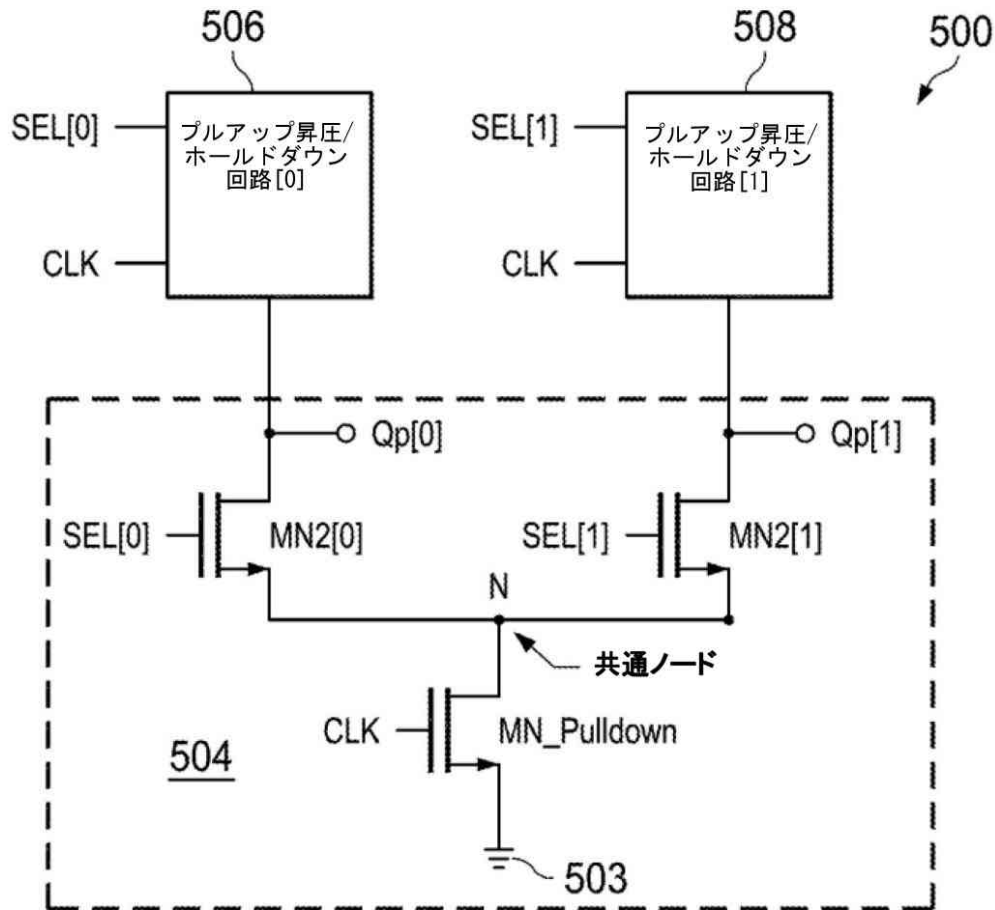 506
508
500
SEL[0]
プルアップ昇圧/
ホールドダウン
回路[0]
CLK
SEL[1]
プルアップ昇圧/
ホールドダウン
回路[1]
CLK
Qp[0]
Qp[1]
SEL[0]
MN2[0]
SEL[1]
MN2[1]
N
共通ノード
CLK
MN_Pulldown
504
503